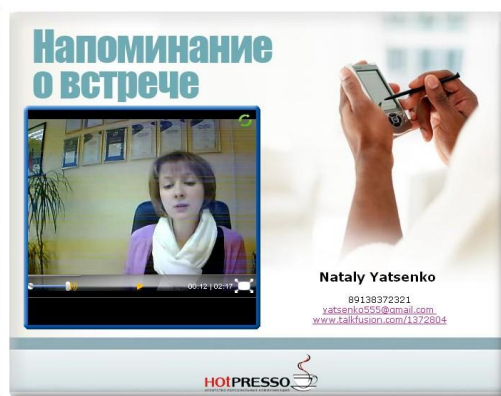 Напоминание
о встрече
00:12 | 02:17
Nataly Yatsenko
89138372321
yatsenko555@gmail.com
www.talkfusion.com/1372804
HOTPRESSO